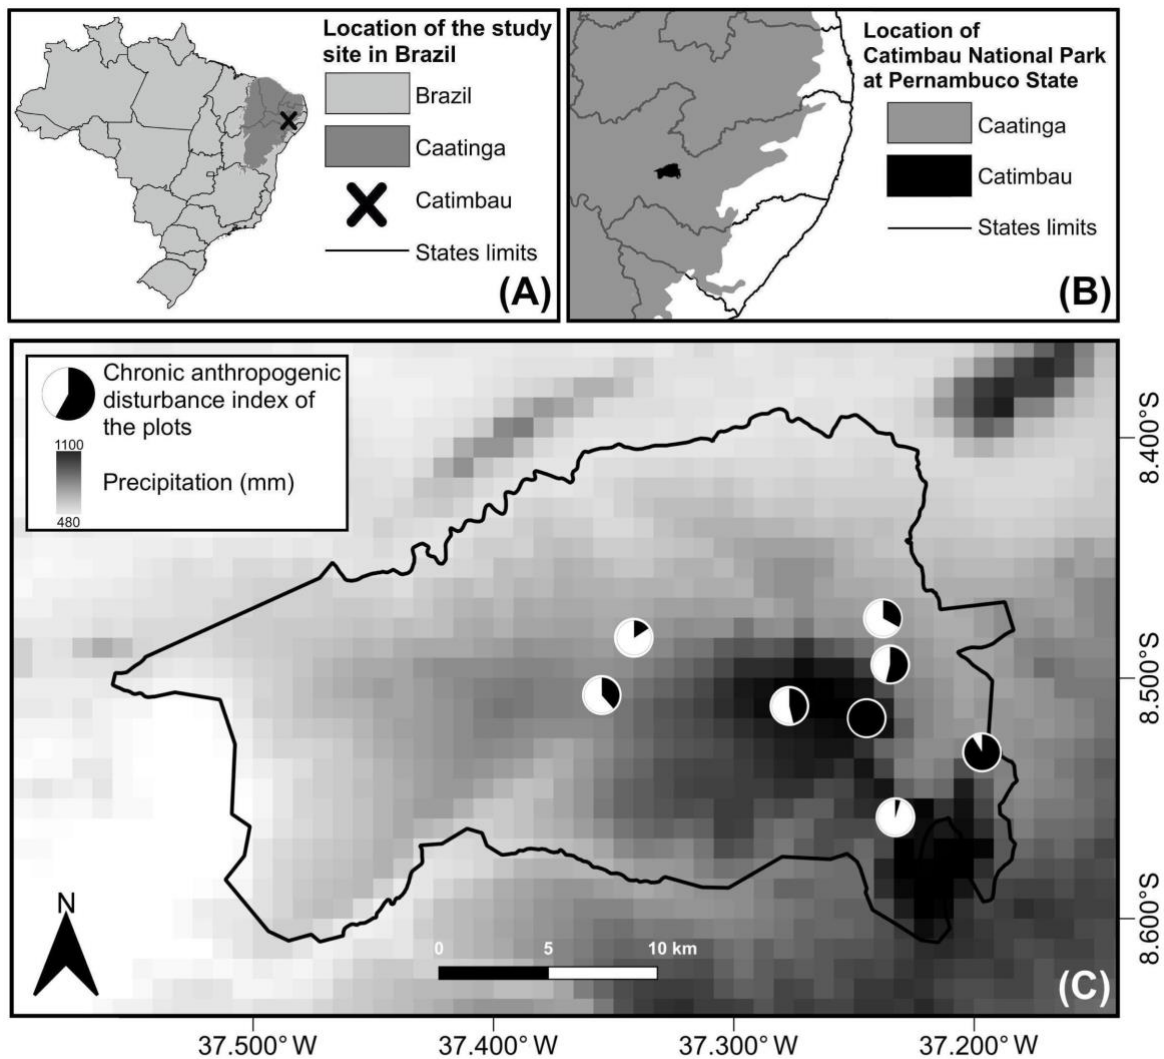 Location of the study
site in Brazil
Brazil
Caatinga
Catimbau
States limits
(A)
Location of
Catimbau National Park
at Pernambuco State
Caatinga
Catimbau
States limits
(B)
Chronic anthropogenic
disturbance index of
the plots
1100
Precipitation (mm)
480
8.400°S
8.500°S
8.600°S
N
0 5 10 km
(C)
37.500° W 37.400° W 37.300° W 37.200° W